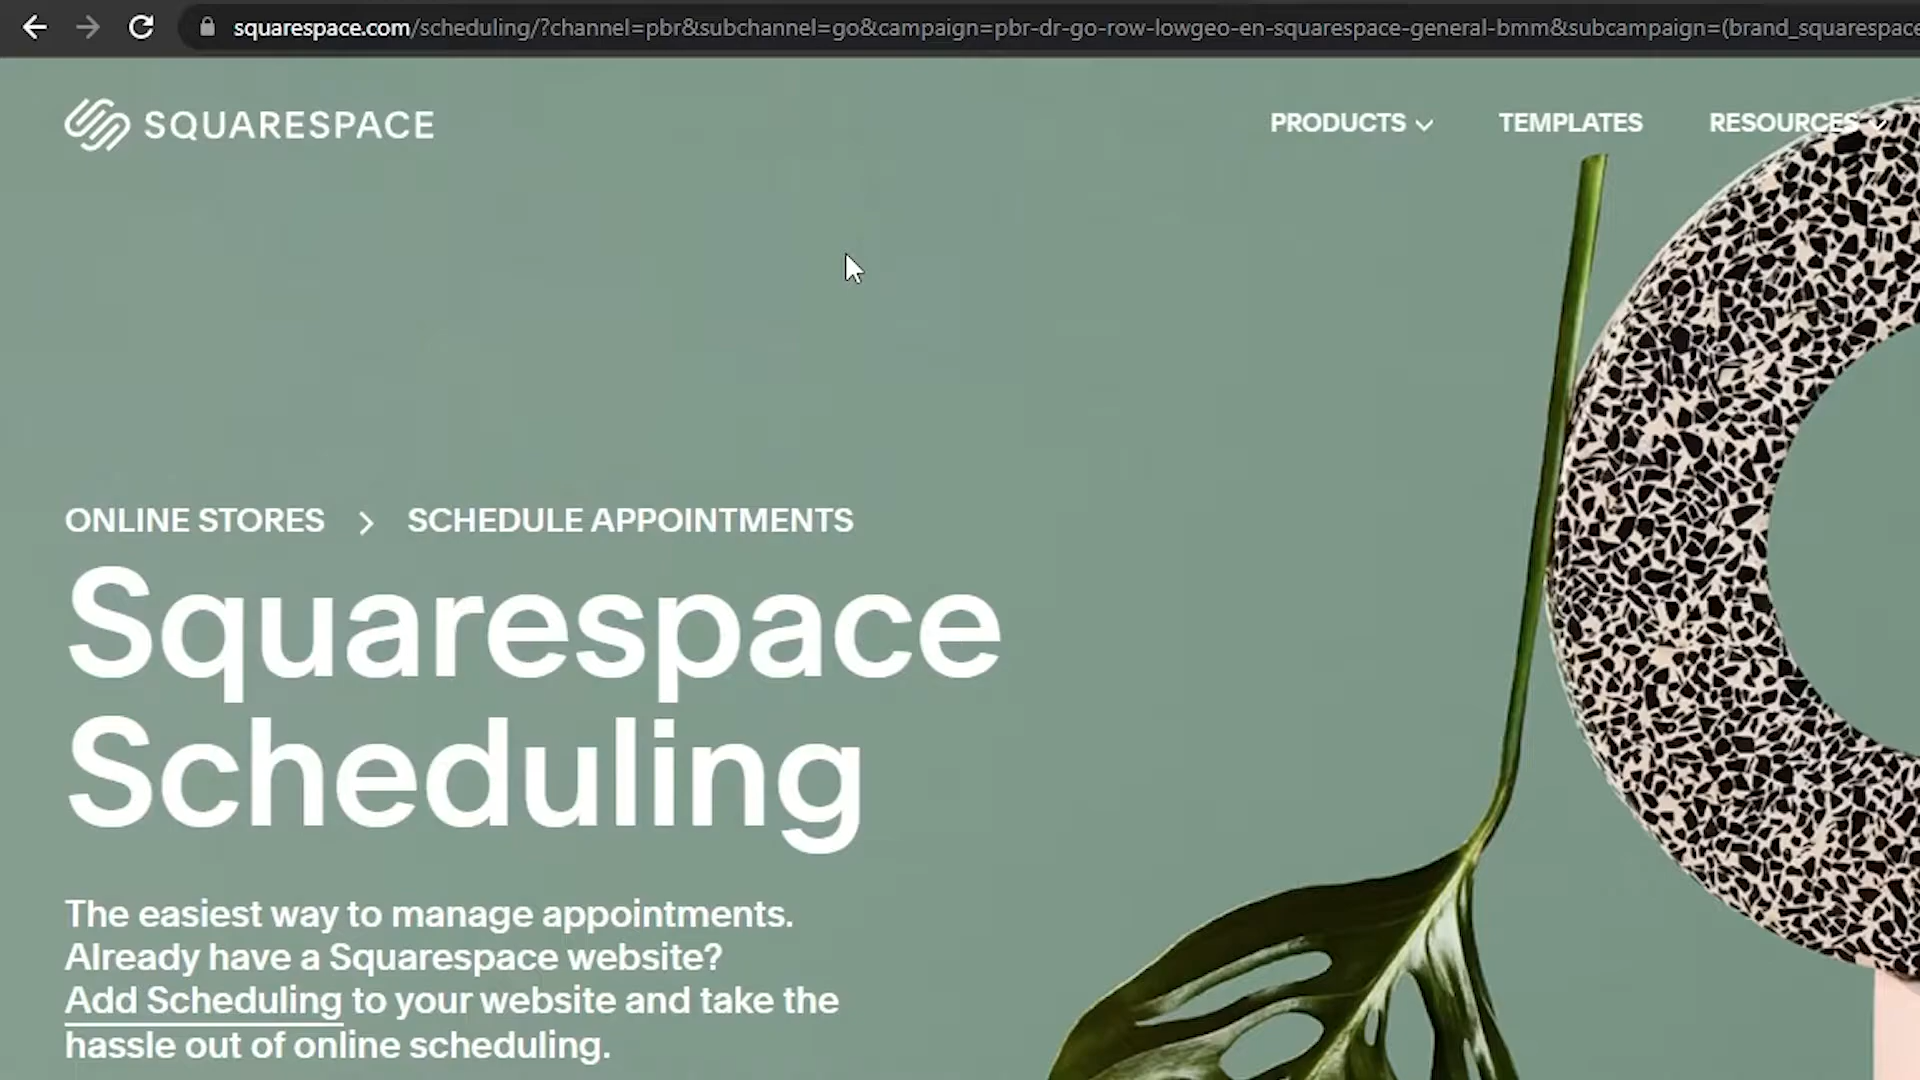 squarespace.com/scheduling/?channel=pbr&subchannel=go&campaign=pbr-dr-go-row-lowgeo-en-squarespace-general-bmm&subcampaign=(brand_squarespace
SQUARESPACE
PRODUCTS
TEMPLATES
RESOURCES
ONLINE STORES > SCHEDULE APPOINTMENTS
Squarespace
Scheduling
The easiest way to manage appointments.
Already have a Squarespace website?
Add Scheduling to your website and take the
hassle out of online scheduling.